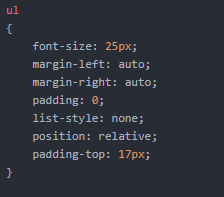 ul
{
    font-size: 25px;
    margin-left: auto;
    margin-right: auto;
    padding: 0;
    list-style: none;
    position: relative;
    padding-top: 17px;
}